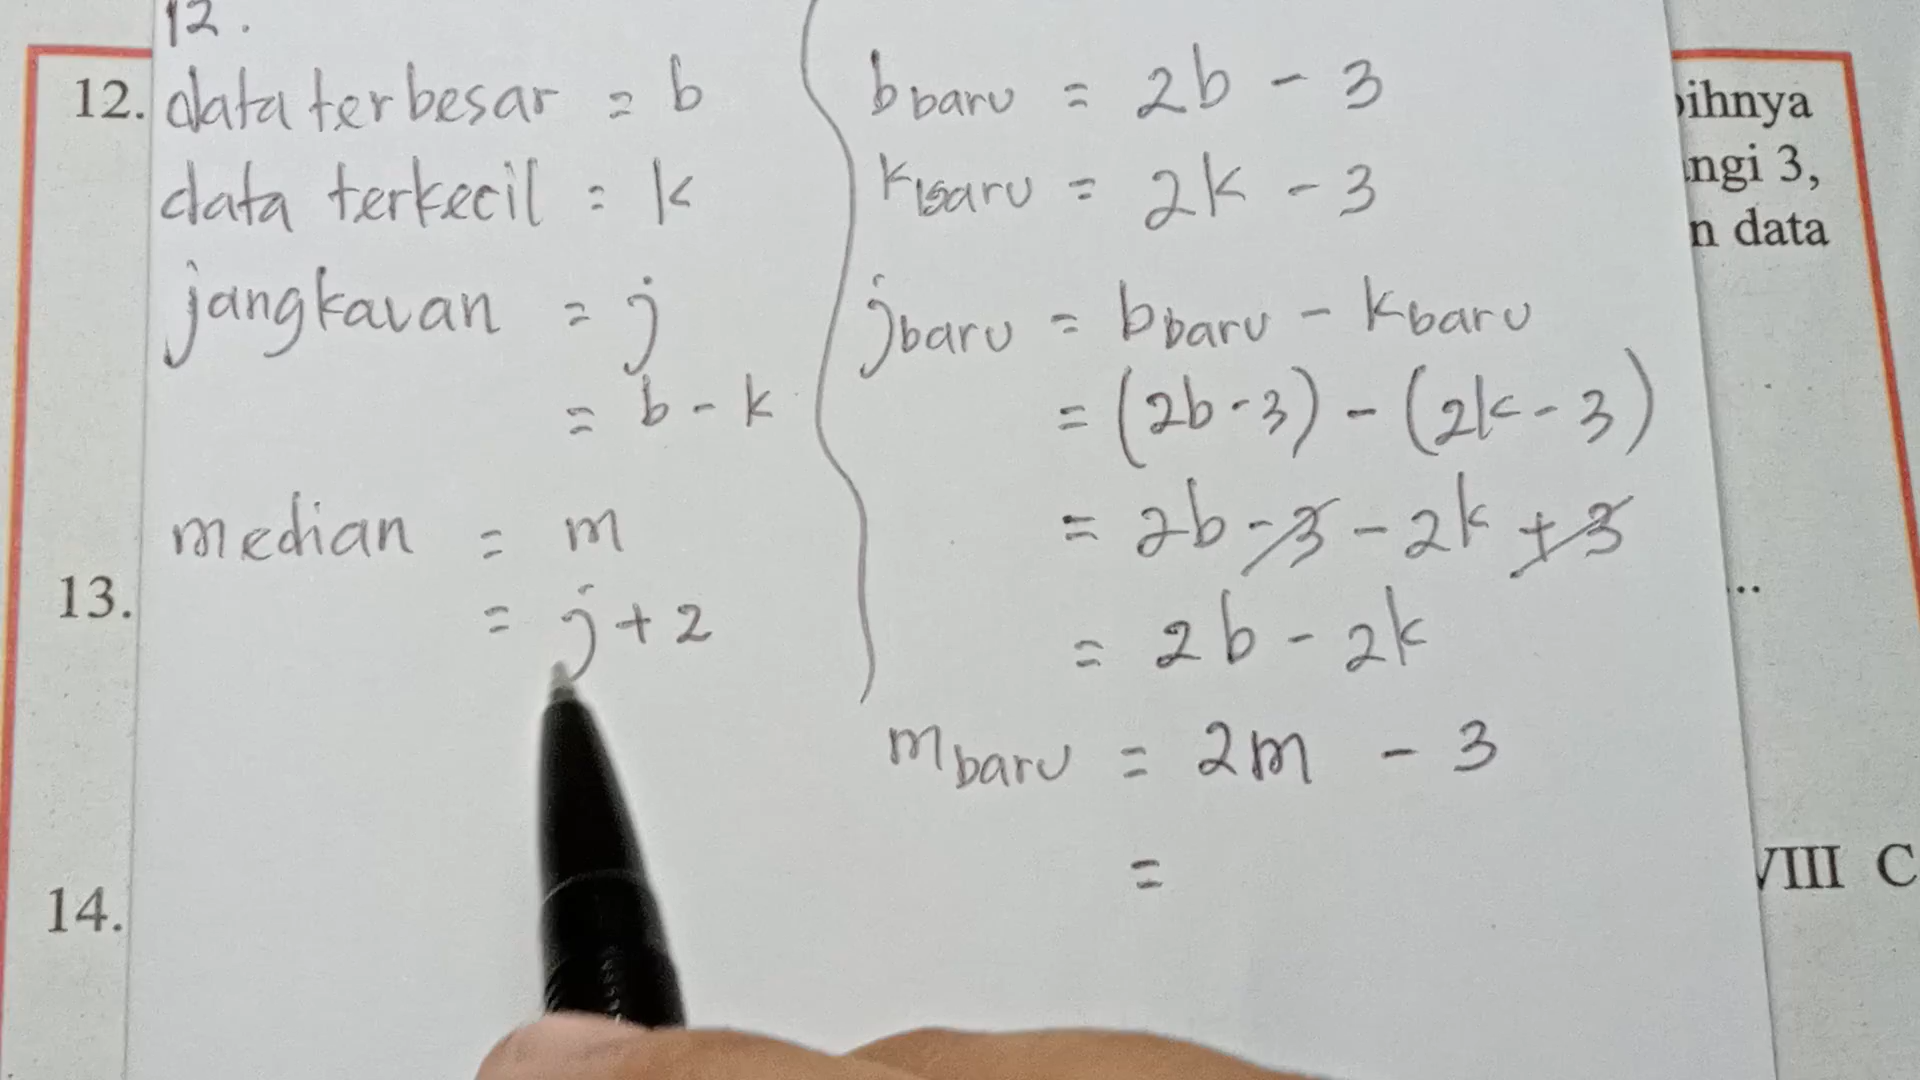 12.
12.
data terbesar = b
data terkecil = k
jangkauan = j
= b - k
median = m
= j + 2
13.
14.
b baru = 2b - 3
k baru = 2k - 3
j baru = b baru - k baru
= (2b - 3) - (2k - 3)
= 2b - 3 - 2k + 3
= 2b - 2k
m baru = 2m - 3
=
ihnya
ngi 3,
n data
...
VIII C